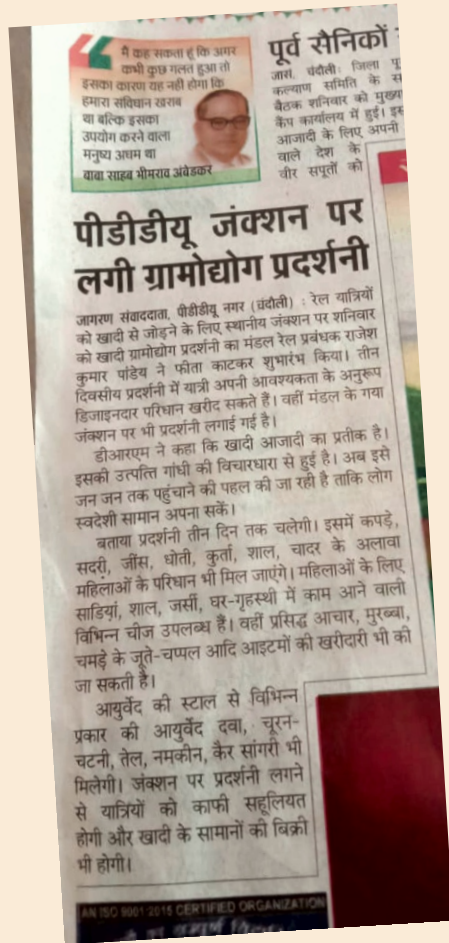 मैं कह सकता हूं कि अगर
कभी कुछ गलत हुआ तो
इसका कारण यह नहीं होगा कि
हमारा संविधान खराब
था बल्कि इसका
उपयोग करने वाला
मनुष्य अधम था
बाबा साहब भीमराव अंबेडकर
पूर्व सैनिकों
जासं, चंदौली: जिला पू
कल्याण समिति के स
बैठक शनिवार को मुख्य
कैंप कार्यालय में हुई। इस
आजादी के लिए अपनी
वाले देश के
वीर सपूतों को
पीडीडीयू जंक्शन पर
लगी ग्रामोद्योग प्रदर्शनी
जागरण संवाददाता, पीडीडीयू नगर (चंदौली) : रेल यात्रियों
को खादी से जोड़ने के लिए स्थानीय जंक्शन पर शनिवार
को खादी ग्रामोद्योग प्रदर्शनी का मंडल रेल प्रबंधक राजेश
कुमार पांडेय ने फीता काटकर शुभारंभ किया। तीन
दिवसीय प्रदर्शनी में यात्री अपनी आवश्यकता के अनुरूप
डिजाइनदार परिधान खरीद सकते हैं। वहीं मंडल के गया
जंक्शन पर भी प्रदर्शनी लगाई गई है।
डीआरएम ने कहा कि खादी आजादी का प्रतीक है।
इसकी उत्पत्ति गांधी की विचारधारा से हुई है। अब इसे
जन जन तक पहुंचाने की पहल की जा रही है ताकि लोग
स्वदेशी सामान अपना सकें।
बताया प्रदर्शनी तीन दिन तक चलेगी। इसमें कपड़े,
सदरी, जींस, धोती, कुर्ता, शाल, चादर के अलावा
महिलाओं के परिधान भी मिल जाएंगे। महिलाओं के लिए
साड़ियां, शाल, जर्सी, घर-गृहस्थी में काम आने वाली
विभिन्न चीज उपलब्ध हैं। वहीं प्रसिद्ध आचार, मुरब्बा,
चमड़े के जूते-चप्पल आदि आइटमों की खरीदारी भी की
जा सकती है।
आयुर्वेद की स्टाल से विभिन्न
प्रकार की आयुर्वेद दवा, चूरन-
चटनी, तेल, नमकीन, कैर सांगरी भी
मिलेगी। जंक्शन पर प्रदर्शनी लगने
से यात्रियों को काफी सहूलियत
होगी और खादी के सामानों की बिक्री
भी होगी।
AN ISO 9001:2015 CERTIFIED ORGANIZATION